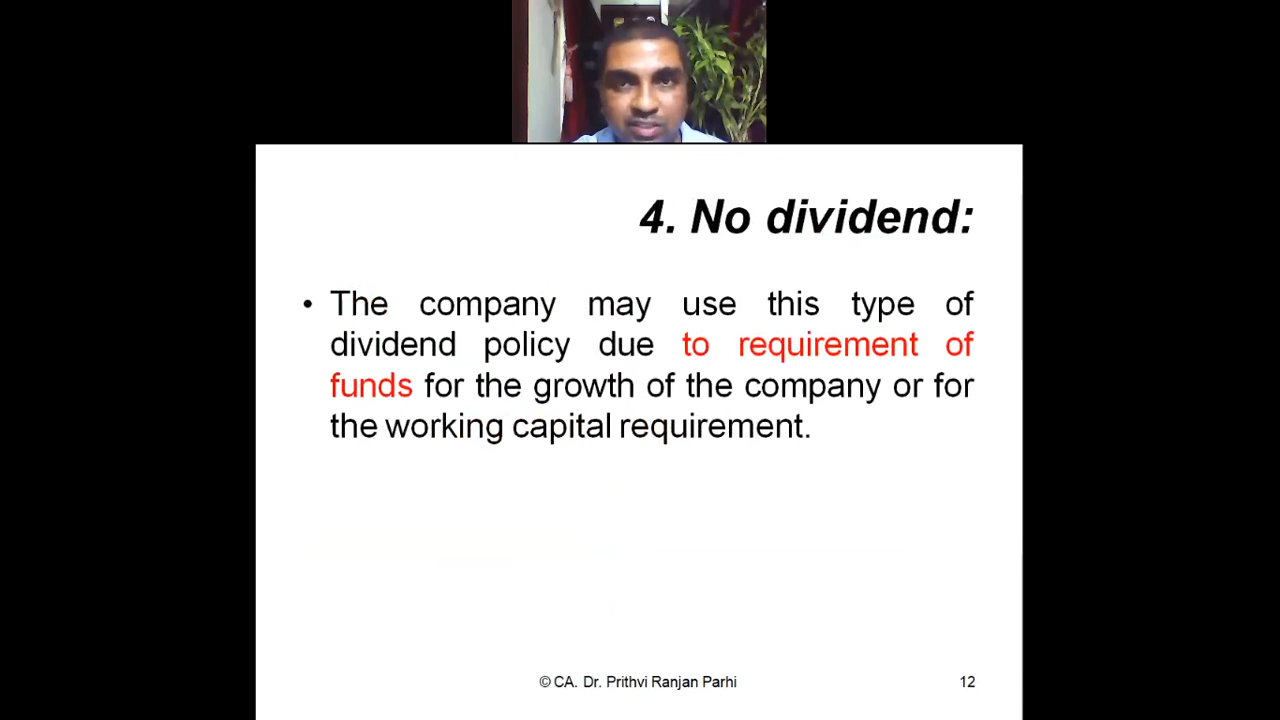 4. No dividend:
• The company may use this type of
dividend policy due to requirement of
funds for the growth of the company or for
the working capital requirement.
© CA. Dr. Prithvi Ranjan Parhi
12